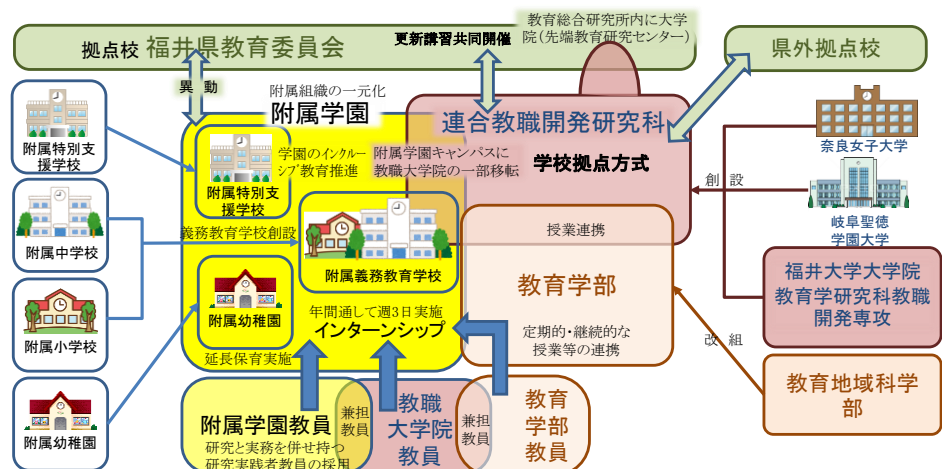 教育総合研究所内に大学
院(先端教育研究センター)
拠点校 福井県教育委員会
更新講習共同開催
県外拠点校
異 動
附属組織の一元化
附属学園
連合教職開発研究科
学校拠点方式
附属特別支
援学校
附属特別支
援学校
学園のインクルー
シブ教育推進
附属学園キャンパスに
教職大学院の一部移転
奈良女子大学
創 設
岐阜聖徳
学園大学
附属中学校
義務教育学校創設
附属義務教育学校
授業連携
教育学部
福井大学大学院
教育学研究科教職
開発専攻
附属小学校
附属幼稚園
年間通して週3日実施
インターンシップ
定期的・継続的な
授業等の連携
延長保育実施
改 組
教育地域科学
部
附属幼稚園
附属学園教員
研究と実務を併せ持つ
研究実践者教員の採用
兼担
教員
教職
大学院
教員
兼担
教員
教育
学部
教員